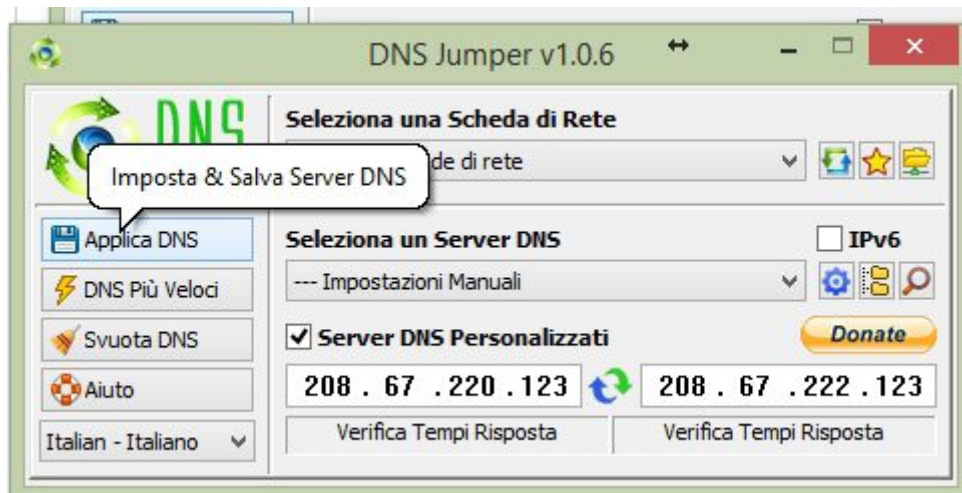 DNS Jumper v1.0.6
DNS
Seleziona una Scheda di Rete
de di rete
Imposta & Salva Server DNS
Applica DNS
Seleziona un Server DNS
IPv6
DNS Più Veloci
--- Impostazioni Manuali
Svuota DNS
Server DNS Personalizzati
Donate
Aiuto
208 . 67 . 220 . 123
208 . 67 . 222 . 123
Italian - Italiano
Verifica Tempi Risposta
Verifica Tempi Risposta